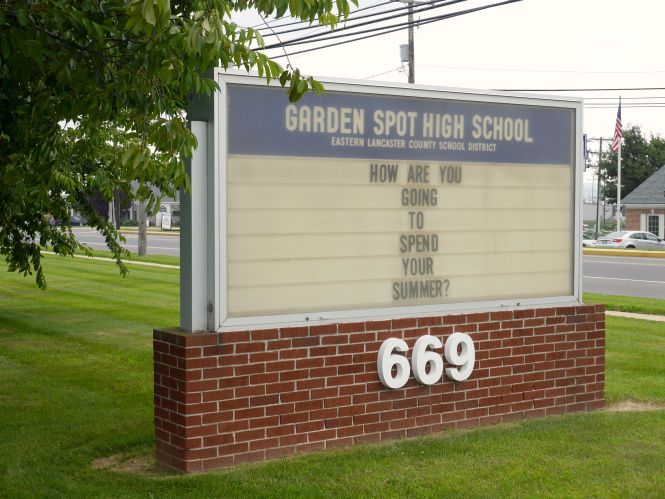 GARDEN SPOT HIGH SCHOOL
EASTERN LANCASTER COUNTY SCHOOL DISTRICT
HOW ARE YOU
GOING
TO
SPEND
YOUR
SUMMER?
669